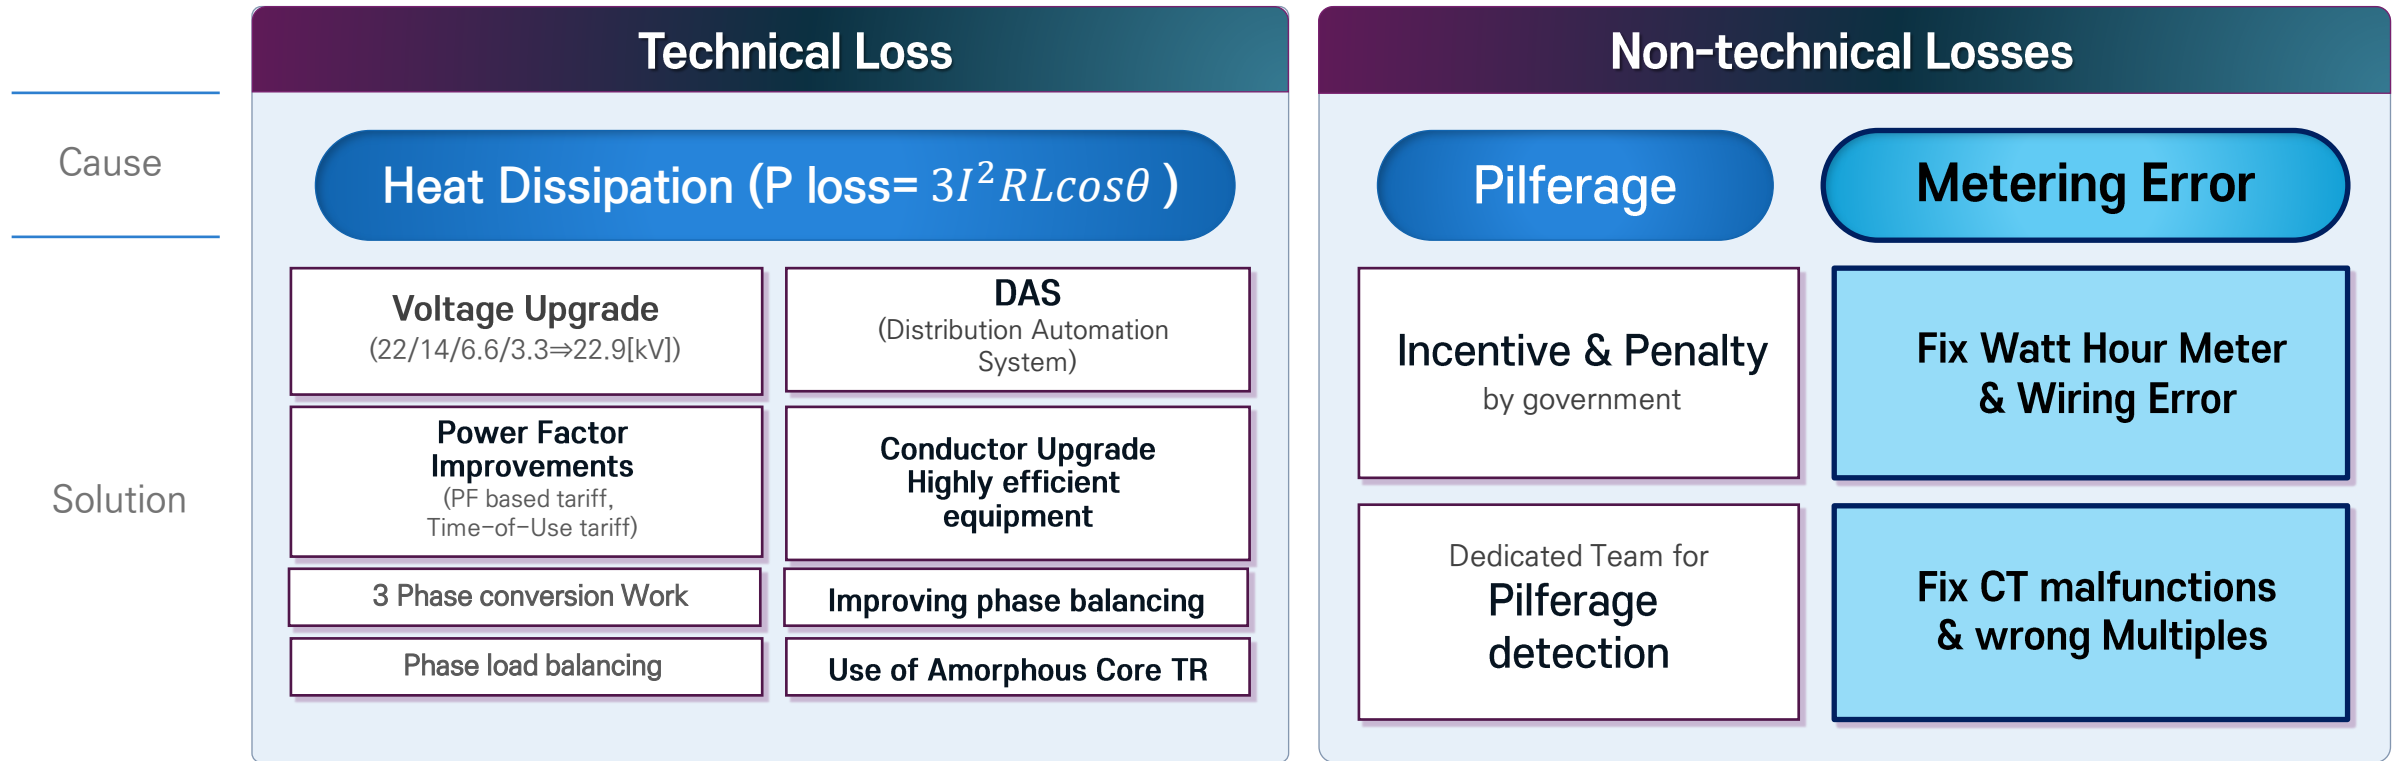 Technical Loss
Non-technical Losses
Cause
Heat Dissipation (P loss= 3I²RLcosθ )
Pilferage
Metering Error
Solution
Voltage Upgrade
(22/14/6.6/3.3⇒22.9[kV])
DAS
(Distribution Automation
System)
Power Factor
Improvements
(PF based tariff,
Time-of-Use tariff)
Conductor Upgrade
Highly efficient
equipment
3 Phase conversion Work
Improving phase balancing
Phase load balancing
Use of Amorphous Core TR
Incentive & Penalty
by government
Fix Watt Hour Meter
& Wiring Error
Dedicated Team for
Pilferage
detection
Fix CT malfunctions
& wrong Multiples